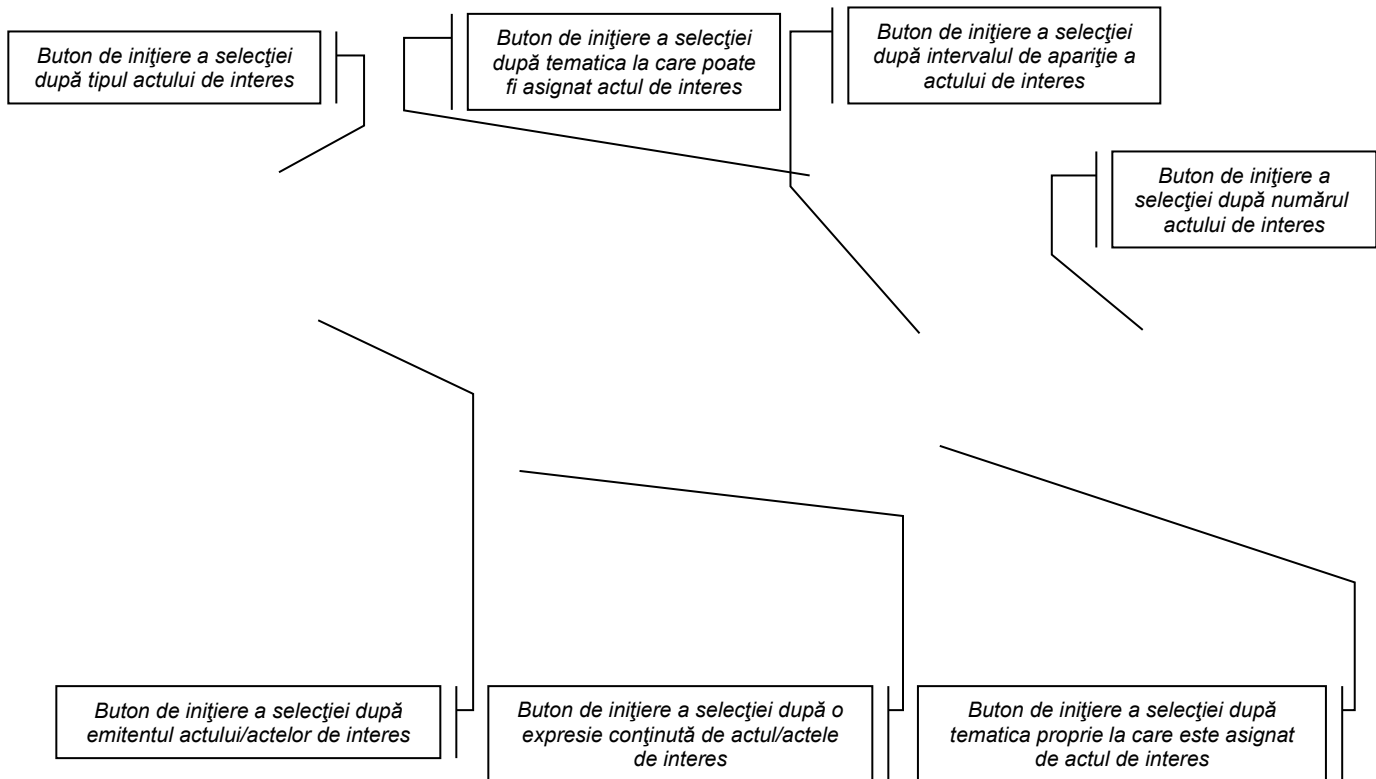 Buton de iniţiere a selecţiei
după tipul actului de interes
Buton de iniţiere a selecţiei
după tematica la care poate
fi asignat actul de interes
Buton de iniţiere a selecţiei
după intervalul de apariţie a
actului de interes
Buton de iniţiere a
selecţiei după numărul
actului de interes
Buton de iniţiere a selecţiei după
emitentul actului/actelor de interes
Buton de iniţiere a selecţiei după o
expresie conţinută de actul/actele
de interes
Buton de iniţiere a selecţiei după
tematica proprie la care este asignat
de actul de interes